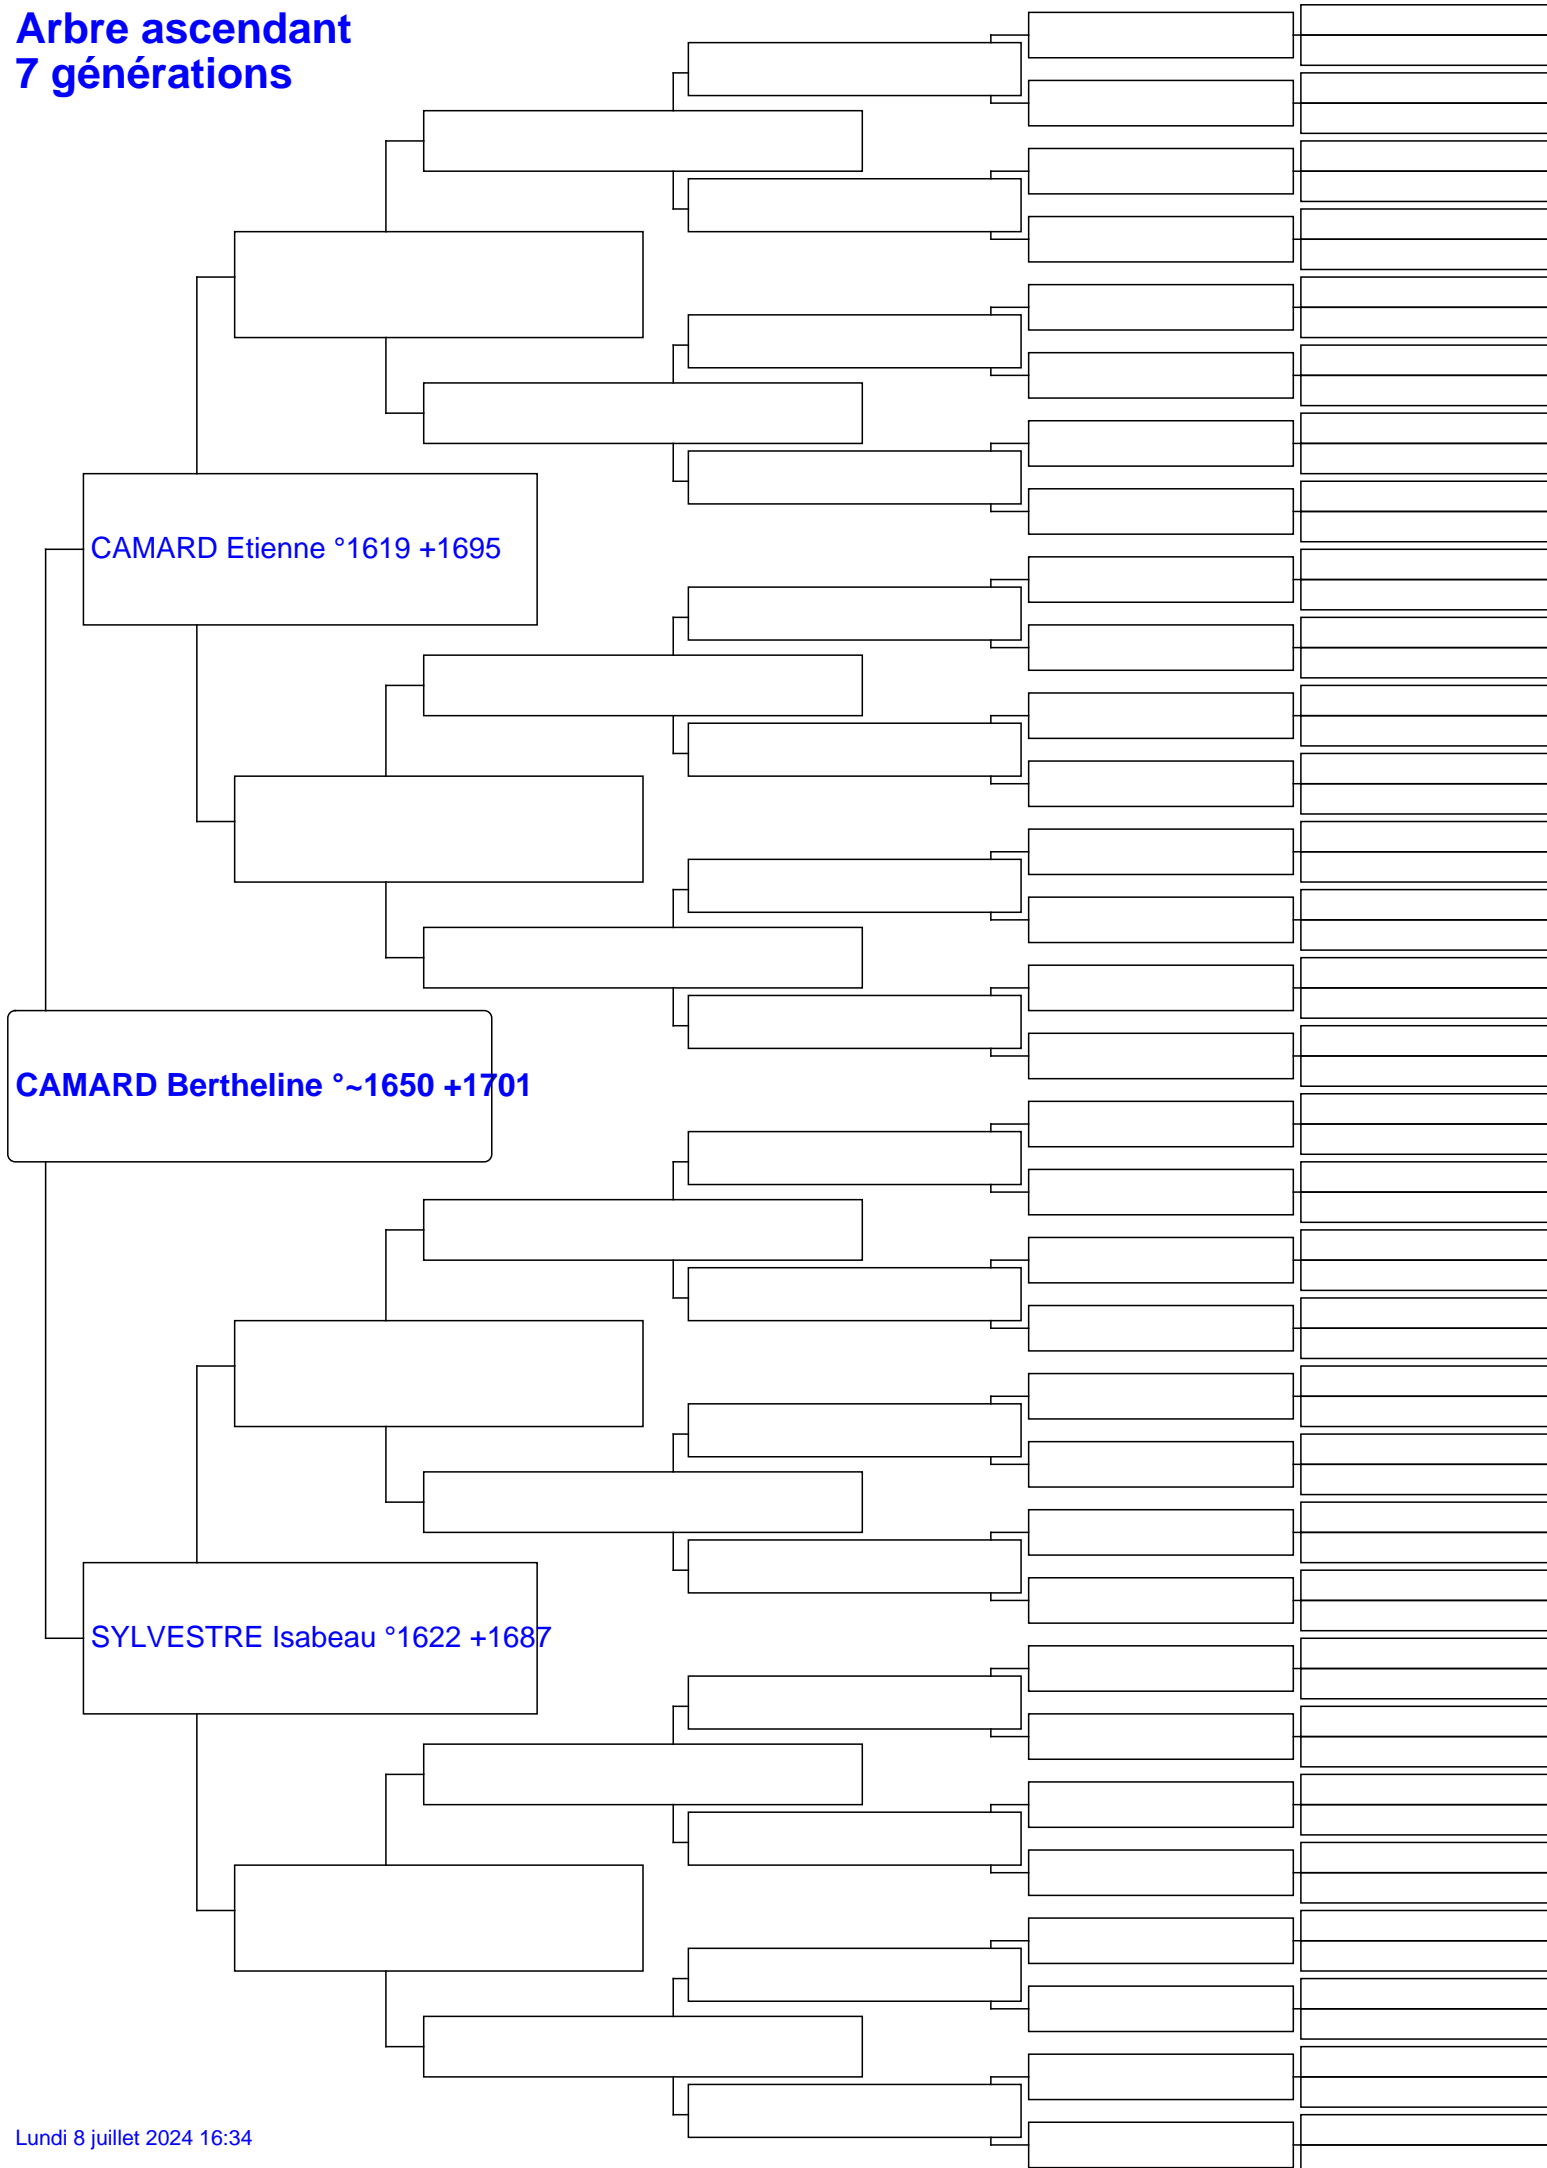 Arbre ascendant
7 générations
CAMARD Etienne °1619 +1695
CAMARD Bertheline °~1650 +1701
SYLVESTRE Isabeau °1622 +1687
Lundi 8 juillet 2024 16:34